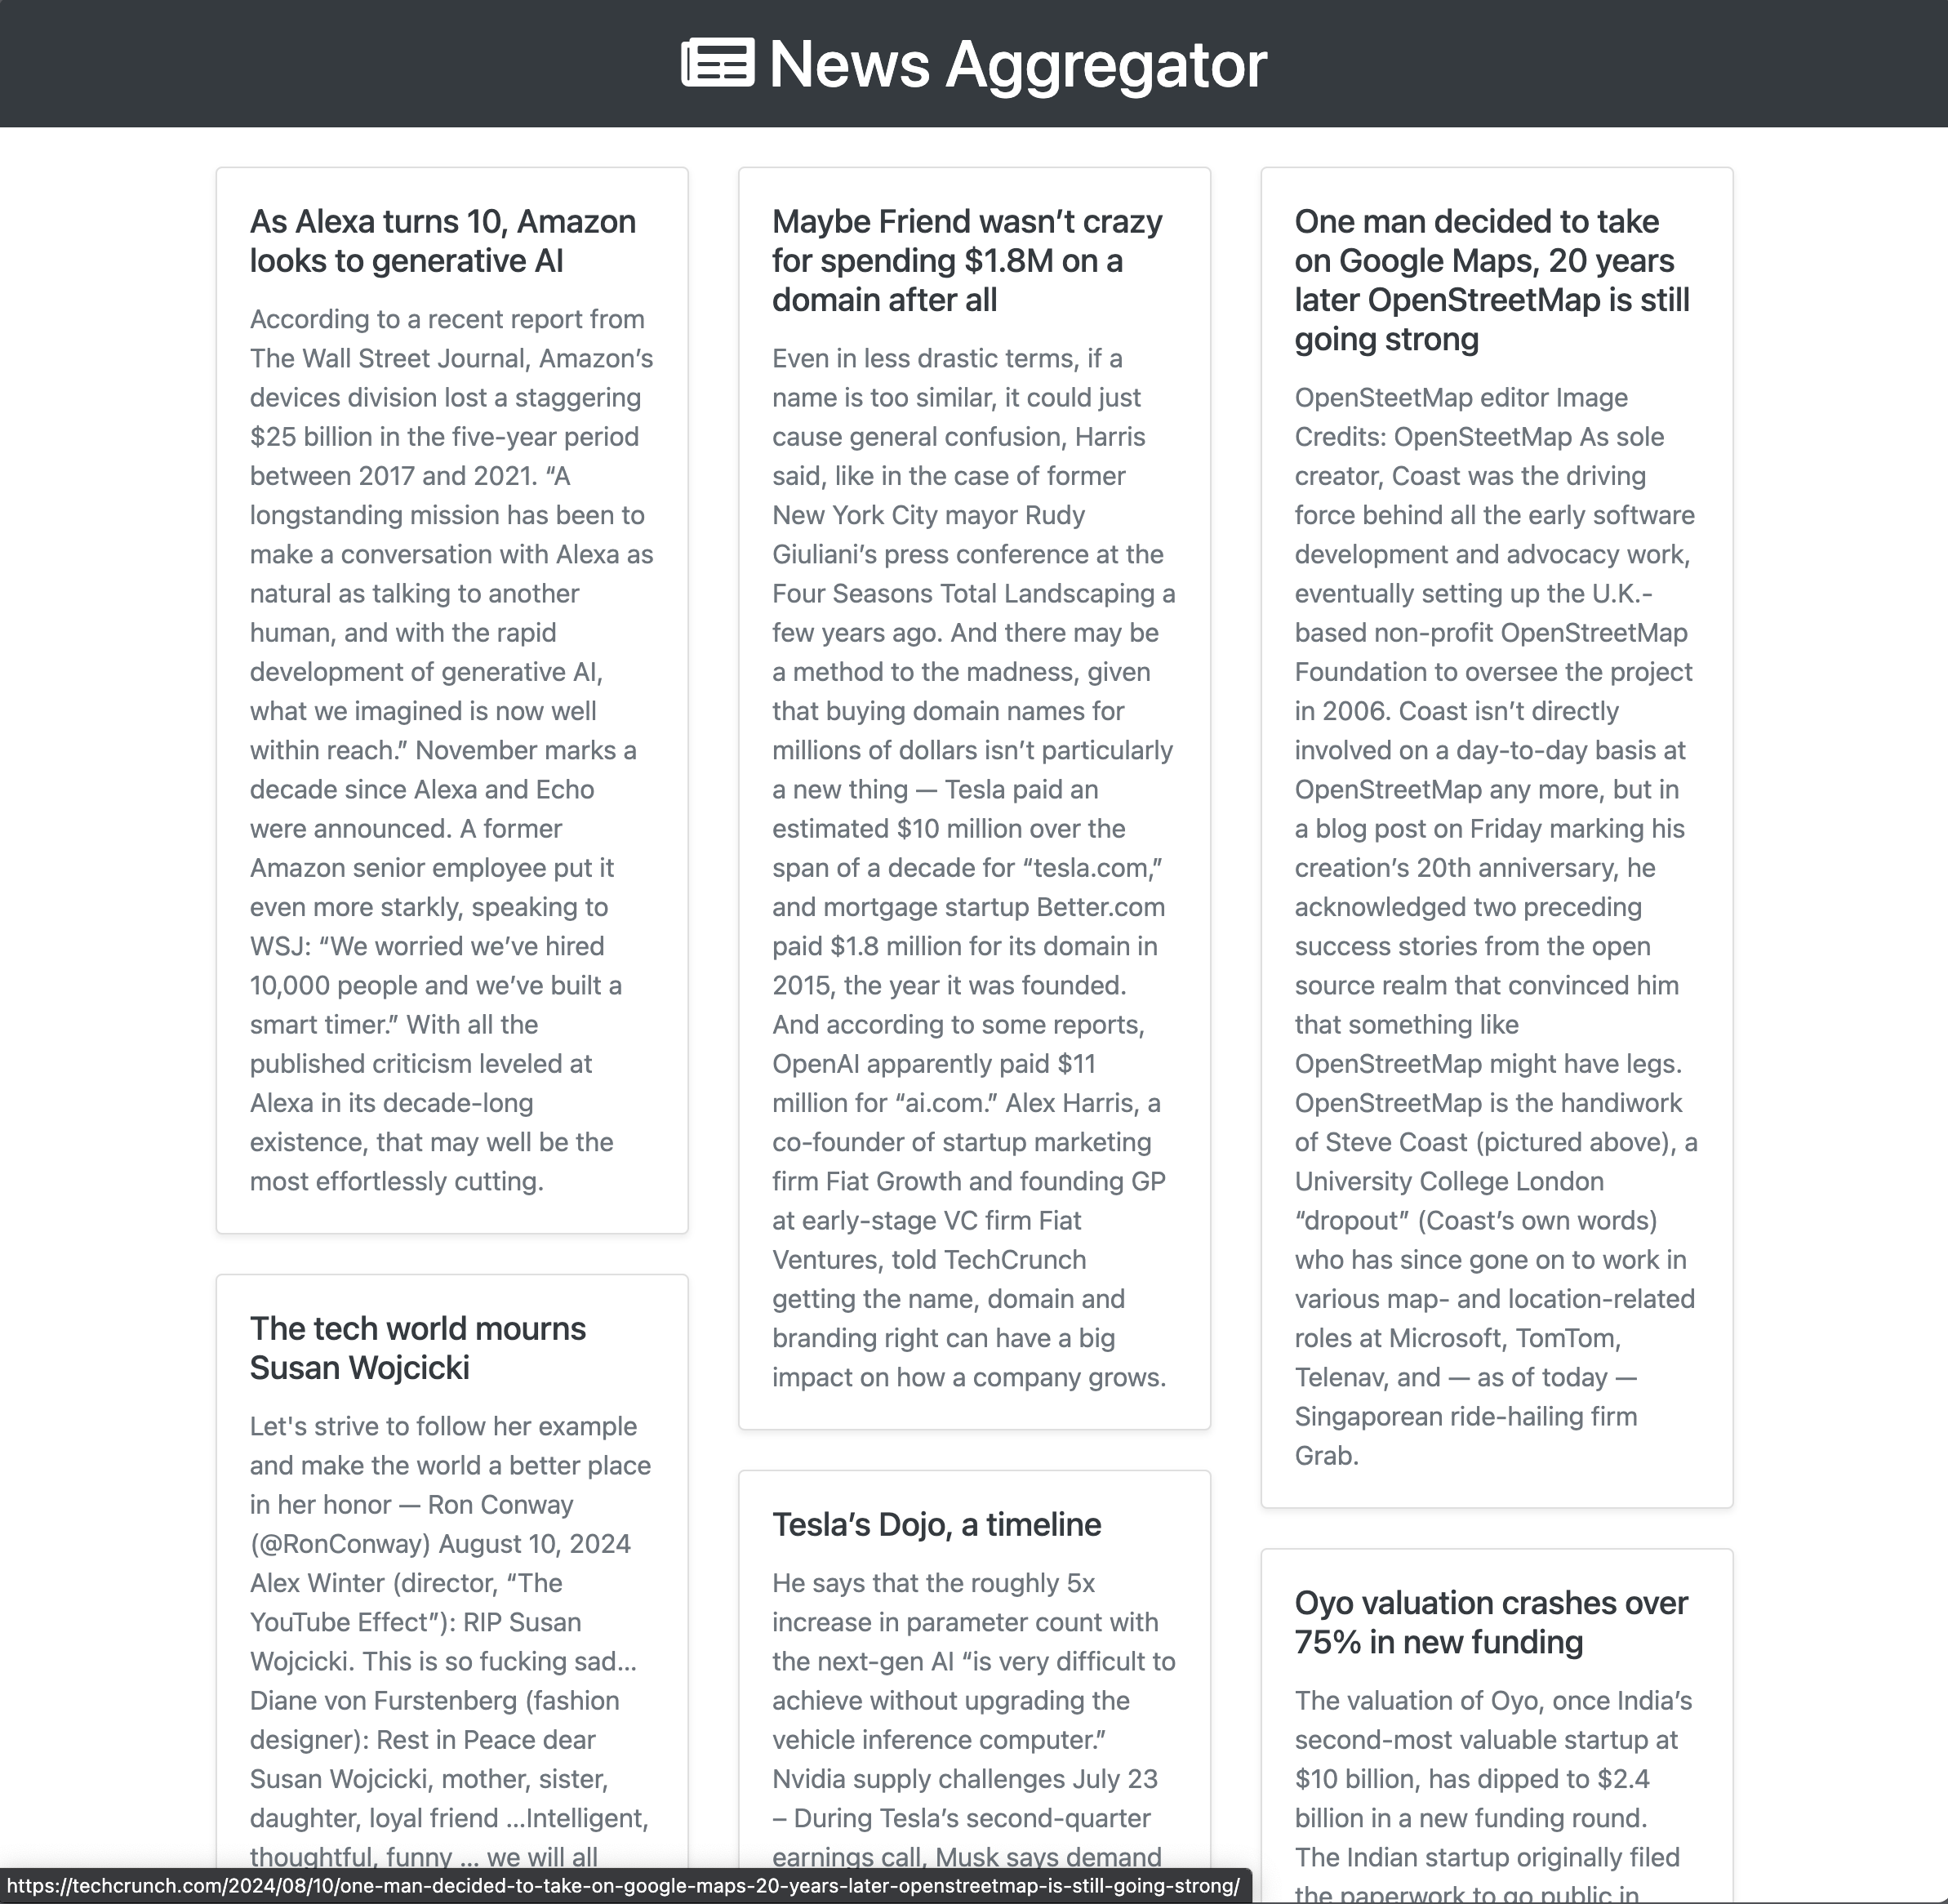 News Aggregator
As Alexa turns 10, Amazon
looks to generative AI
According to a recent report from
The Wall Street Journal, Amazon’s
devices division lost a staggering
$25 billion in the five-year period
between 2017 and 2021. “A
longstanding mission has been to
make a conversation with Alexa as
natural as talking to another
human, and with the rapid
development of generative AI,
what we imagined is now well
within reach.” November marks a
decade since Alexa and Echo
were announced. A former
Amazon senior employee put it
even more starkly, speaking to
WSJ: “We worried we’ve hired
10,000 people and we’ve built a
smart timer.” With all the
published criticism leveled at
Alexa in its decade-long
existence, that may well be the
most effortlessly cutting.
The tech world mourns
Susan Wojcicki
Let's strive to follow her example
and make the world a better place
in her honor — Ron Conway
(@RonConway) August 10, 2024
Alex Winter (director, “The
YouTube Effect”): RIP Susan
Wojcicki. This is so fucking sad…
Diane von Furstenberg (fashion
designer): Rest in Peace dear
Susan Wojcicki, mother, sister,
daughter, loyal friend …Intelligent,
thoughtful, funny … we will all
Maybe Friend wasn’t crazy
for spending $1.8M on a
domain after all
Even in less drastic terms, if a
name is too similar, it could just
cause general confusion, Harris
said, like in the case of former
New York City mayor Rudy
Giuliani’s press conference at the
Four Seasons Total Landscaping a
few years ago. And there may be
a method to the madness, given
that buying domain names for
millions of dollars isn’t particularly
a new thing — Tesla paid an
estimated $10 million over the
span of a decade for “tesla.com,”
and mortgage startup Better.com
paid $1.8 million for its domain in
2015, the year it was founded.
And according to some reports,
OpenAI apparently paid $11
million for “ai.com.” Alex Harris, a
co-founder of startup marketing
firm Fiat Growth and founding GP
at early-stage VC firm Fiat
Ventures, told TechCrunch
getting the name, domain and
branding right can have a big
impact on how a company grows.
Tesla’s Dojo, a timeline
He says that the roughly 5x
increase in parameter count with
the next-gen AI “is very difficult to
achieve without upgrading the
vehicle inference computer.”
Nvidia supply challenges July 23
– During Tesla’s second-quarter
earnings call, Musk says demand
One man decided to take
on Google Maps, 20 years
later OpenStreetMap is still
going strong
OpenSteetMap editor Image
Credits: OpenSteetMap As sole
creator, Coast was the driving
force behind all the early software
development and advocacy work,
eventually setting up the U.K.-
based non-profit OpenStreetMap
Foundation to oversee the project
in 2006. Coast isn’t directly
involved on a day-to-day basis at
OpenStreetMap any more, but in
a blog post on Friday marking his
creation’s 20th anniversary, he
acknowledged two preceding
success stories from the open
source realm that convinced him
that something like
OpenStreetMap might have legs.
OpenStreetMap is the handiwork
of Steve Coast (pictured above), a
University College London
“dropout” (Coast’s own words)
who has since gone on to work in
various map- and location-related
roles at Microsoft, TomTom,
Telenav, and — as of today —
Singaporean ride-hailing firm
Grab.
Oyo valuation crashes over
75% in new funding
The valuation of Oyo, once India’s
second-most valuable startup at
$10 billion, has dipped to $2.4
billion in a new funding round.
The Indian startup originally filed
the paperwork to go public in
https://techcrunch.com/2024/08/10/one-man-decided-to-take-on-google-maps-20-years-later-openstreetmap-is-still-going-strong/